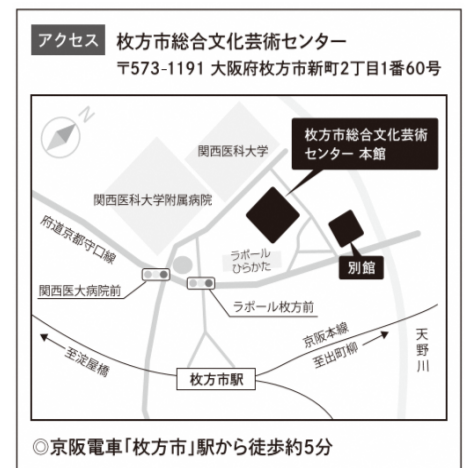 アクセス 枚方市総合文化芸術センター
〒573-1191 大阪府枚方市新町2丁目1番60号
N
枚方市総合文化芸術
センター 本館
関西医科大学
関西医科大学附属病院
府道京都守口線
ラポール
ひらかた
別館
関西医大病院前
ラポール枚方前
京阪本線
至出町柳
天野川
至淀屋橋
枚方市駅
◎京阪電車「枚方市」駅から徒歩約5分